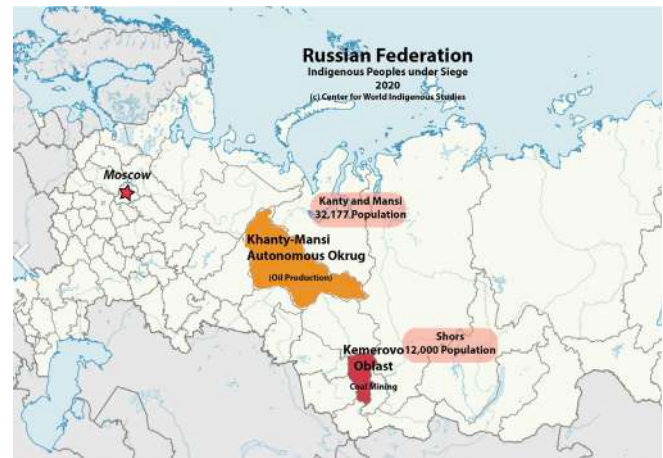 Russian Federation
Indigenous Peoples under Siege
2020
(c) Center for World Indigenous Studies
Moscow
Kanty and Mansi
32,177 Population
Khanty-Mansi
Autonomous Okrug
(Oil Production)
Shors
12,000 Population
Kemerovo
Oblast
Coal Mining